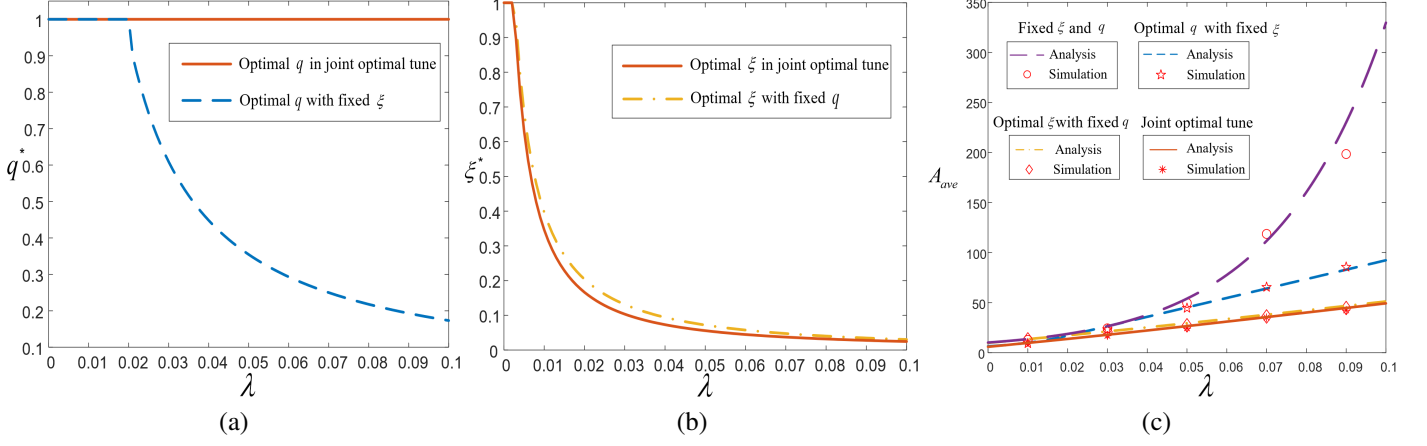 1
0.9
0.8
0.7
q* 0.6
0.5
0.4
0.3
0.2
0.1
0 0.01 0.02 0.03 0.04 0.05 0.06 0.07 0.08 0.09 0.1
λ
Optimal q in joint optimal tune
Optimal q with fixed ξ
(a)
1
0.9
0.8
0.7
0.6
ξ* 0.5
0.4
0.3
0.2
0.1
0
0 0.01 0.02 0.03 0.04 0.05 0.06 0.07 0.08 0.09 0.1
λ
Optimal ξ in joint optimal tune
Optimal ξ with fixed q
(b)
350
300
250
200
A_ave 150
100
50
0
0 0.01 0.02 0.03 0.04 0.05 0.06 0.07 0.08 0.09 0.1
λ
Fixed ξ and q
Analysis
Simulation
Optimal q with fixed ξ
Analysis
Simulation
Optimal ξ with fixed q
Analysis
Simulation
Joint optimal tune
Analysis
Simulation
(c)